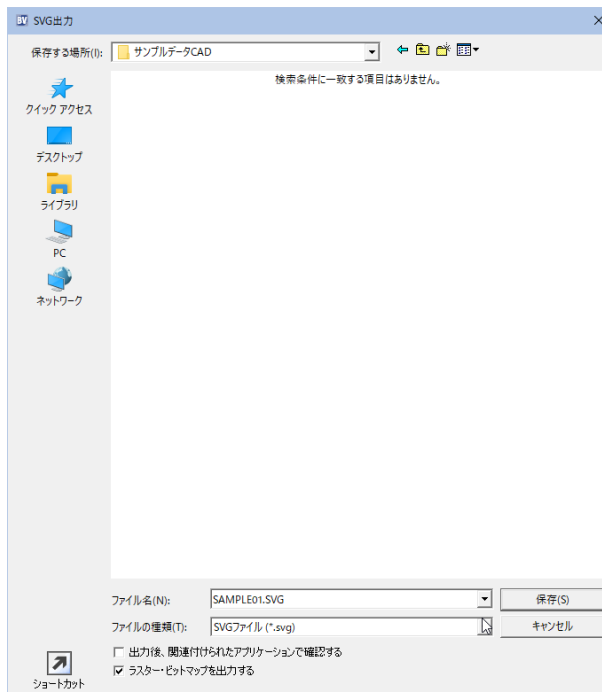 SVG出力
保存する場所(I):
サンプルデータCAD
検索条件に一致する項目はありません。
クイック アクセス
デスクトップ
ライブラリ
PC
ネットワーク
ファイル名(N):
SAMPLE01.SVG
保存(S)
ファイルの種類(T):
SVGファイル (*.svg)
キャンセル
出力後、関連付けられたアプリケーションで確認する
ラスター・ビットマップを出力する
ショートカット